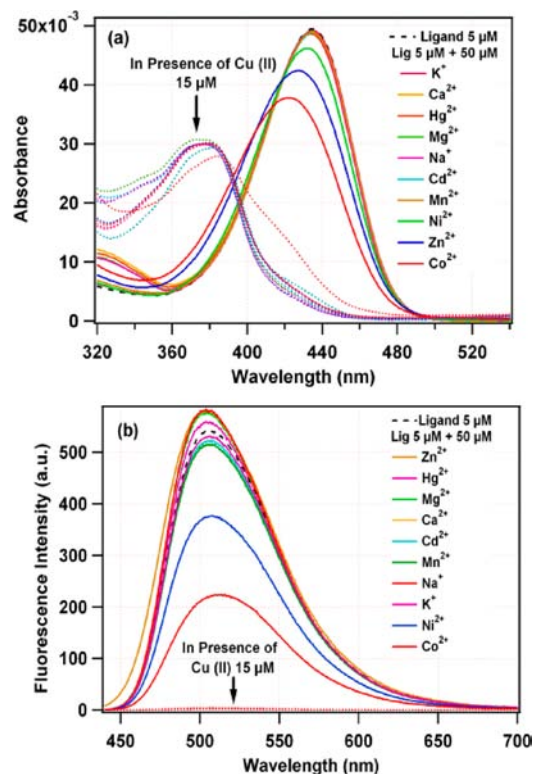 50x10⁻³
40
30
20
10
0
Absorbance
(a)
In Presence of Cu (II)
15 µM
Ligand 5 µM
Lig 5 µM + 50 µM
K⁺
Ca²⁺
Hg²⁺
Mg²⁺
Na⁺
Cd²⁺
Mn²⁺
Ni²⁺
Zn²⁺
Co²⁺
320 360 400 440 480 520
Wavelength (nm)
500
400
300
200
100
0
Fluorescence Intensity (a.u.)
(b)
Ligand 5 µM
Lig 5 µM + 50 µM
Zn²⁺
Hg²⁺
Mg²⁺
Ca²⁺
Cd²⁺
Mn²⁺
Na⁺
K⁺
Ni²⁺
Co²⁺
In Presence of
Cu (II) 15 µM
450 500 550 600 650 700
Wavelength (nm)